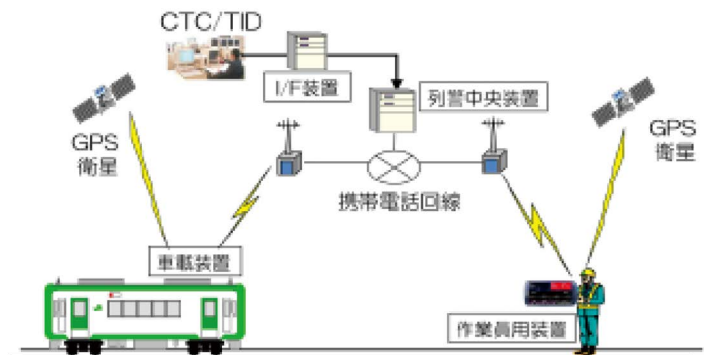 CTC/TID
I/F装置
列警中央装置
GPS
衛星
GPS
衛星
携帯電話回線
車載装置
作業員用装置